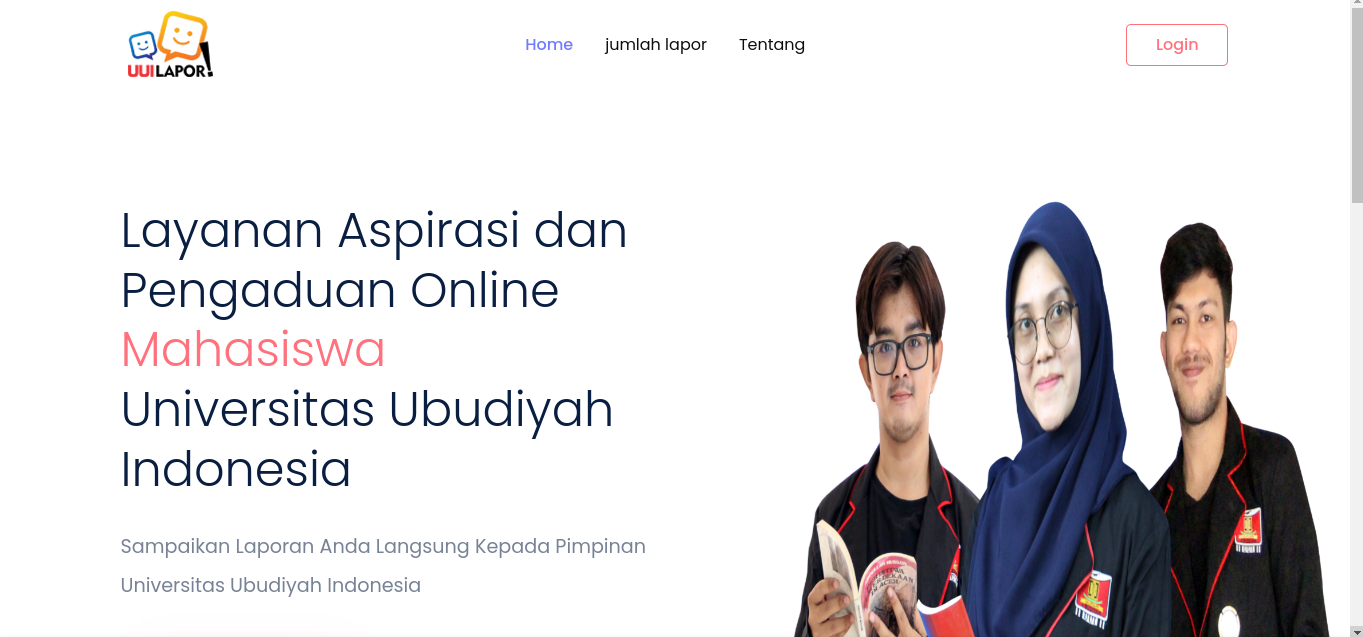 UUILAPOR!
Home
jumlah lapor
Tentang
Login
Layanan Aspirasi dan
Pengaduan Online
Mahasiswa
Universitas Ubudiyah
Indonesia
Sampaikan Laporan Anda Langsung Kepada Pimpinan
Universitas Ubudiyah Indonesia